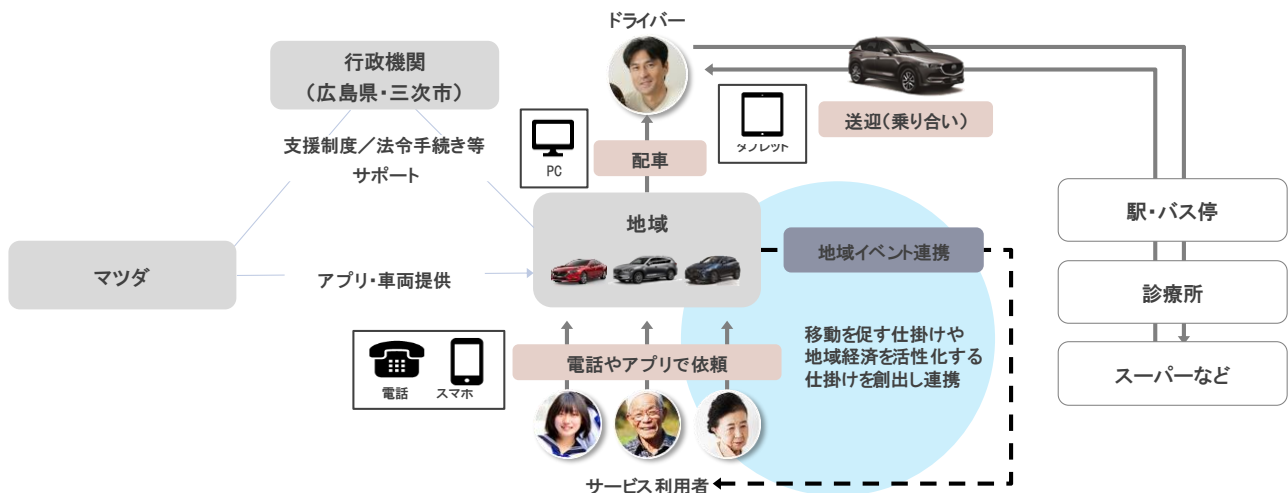 ドライバー
行政機関
（広島県・三次市）
送迎（乗り合い）
支援制度／法令手続き等
サポート
PC
配車
タブレット
駅・バス停
地域
地域イベント連携
マツダ
アプリ・車両提供
診療所
移動を促す仕掛けや
地域経済を活性化する
仕掛けを創出し連携
電話やアプリで依頼
スーパーなど
電話
スマホ
サービス利用者